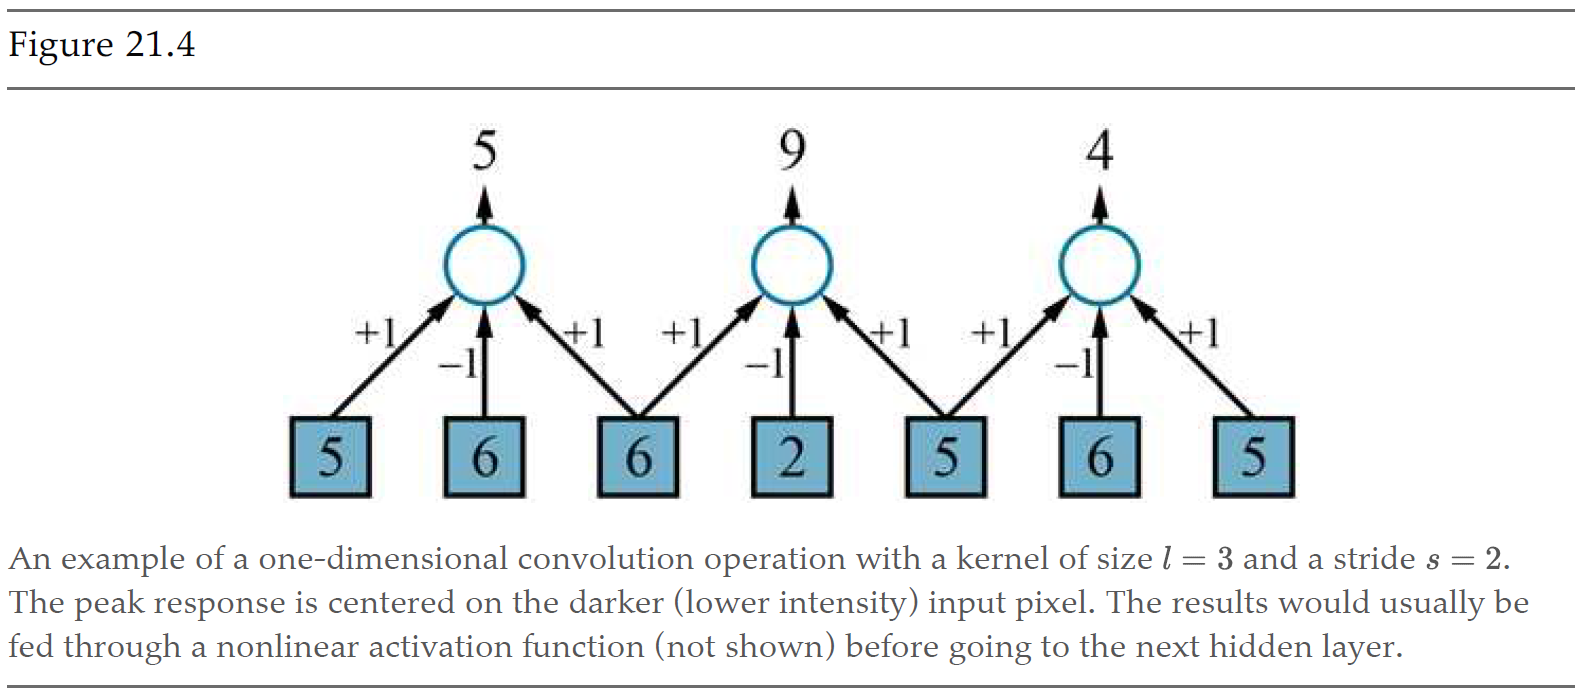 Figure 21.4
5 9 4
+1 +1 +1 +1 +1 +1
−1 −1 −1
5 6 6 2 5 6 5
An example of a one-dimensional convolution operation with a kernel of size l = 3 and a stride s = 2.
The peak response is centered on the darker (lower intensity) input pixel. The results would usually be
fed through a nonlinear activation function (not shown) before going to the next hidden layer.